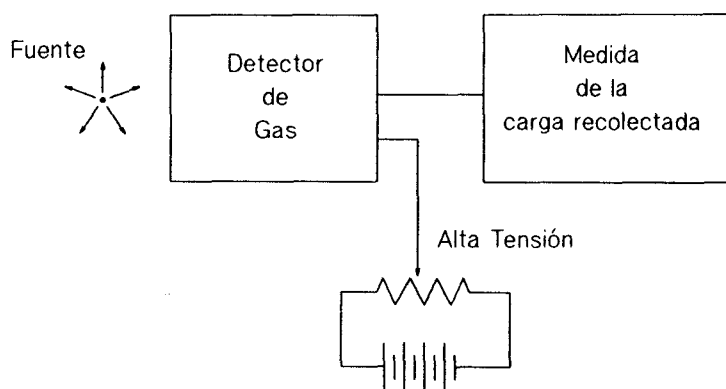 Fuente
Detector
de
Gas
Medida
de la
carga recolectada
Alta Tensión